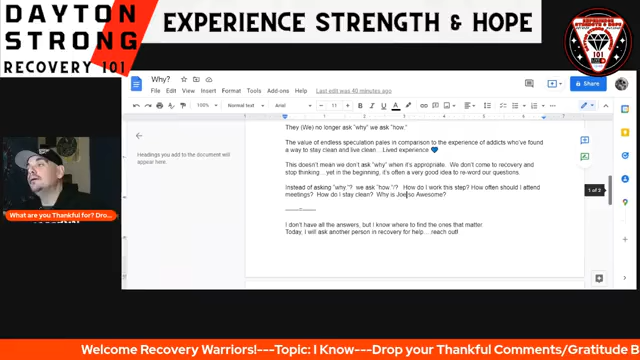 DAYTON
STRONG
RECOVERY 101
EXPERIENCE STRENGTH & HOPE
EXPERIENCE STRENGTH & HOPE
101
Why?
File Edit View Insert Format Tools Add-ons Help
Last edit was 40 minutes ago
Share
100%
Normal text
Arial
11
Headings you add to the document will
appear here.
They (We) no longer ask "why" we ask "how."
The value of endless speculation pales in comparison to the experience of addicts who've found
a way to stay clean and live clean....Lived experience 💙
This doesn't mean we don't ask "why" when it's appropriate. We don't come to recovery and
stop thinking....yet in the beginning, it's often a very good idea to re-word our questions.
Instead of asking "why "? we ask "how "/? How do I work this step? How often should I attend
meetings? How do I stay clean? Why is Joe so Awesome?
1 of 2
I don't have all the answers, but I know where to find the ones that matter.
Today, I will ask another person in recovery for help....reach out!
What are you Thankful for? Dro...
Welcome Recovery Warriors!---Topic: I Know---Drop your Thankful Comments/Gratitude B